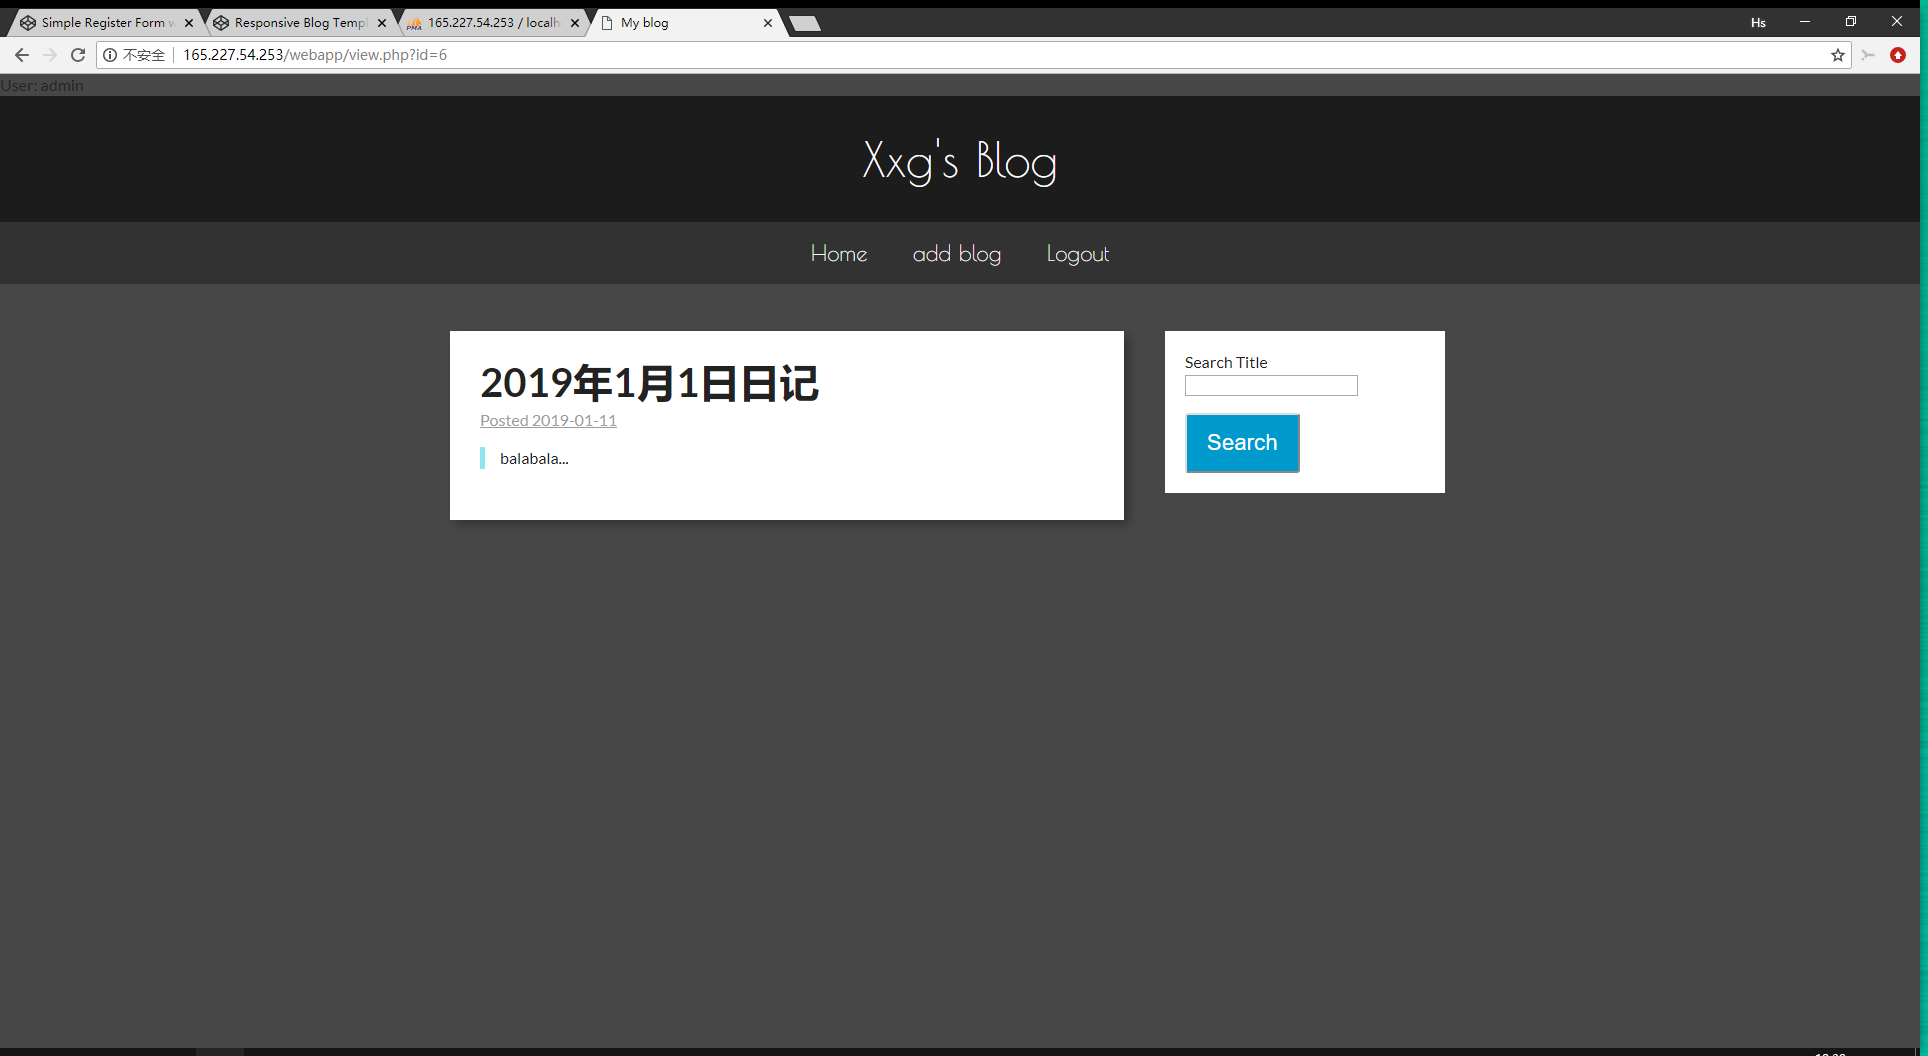 Simple Register Form w
Responsive Blog Templ
PMA 165.227.54.253 / localh
My blog
Hs
不安全 165.227.54.253/webapp/view.php?id=6
User: admin
Xxg's Blog
Home add blog Logout
2019年1月1日日记
Posted 2019-01-11
balabala...
Search Title
Search